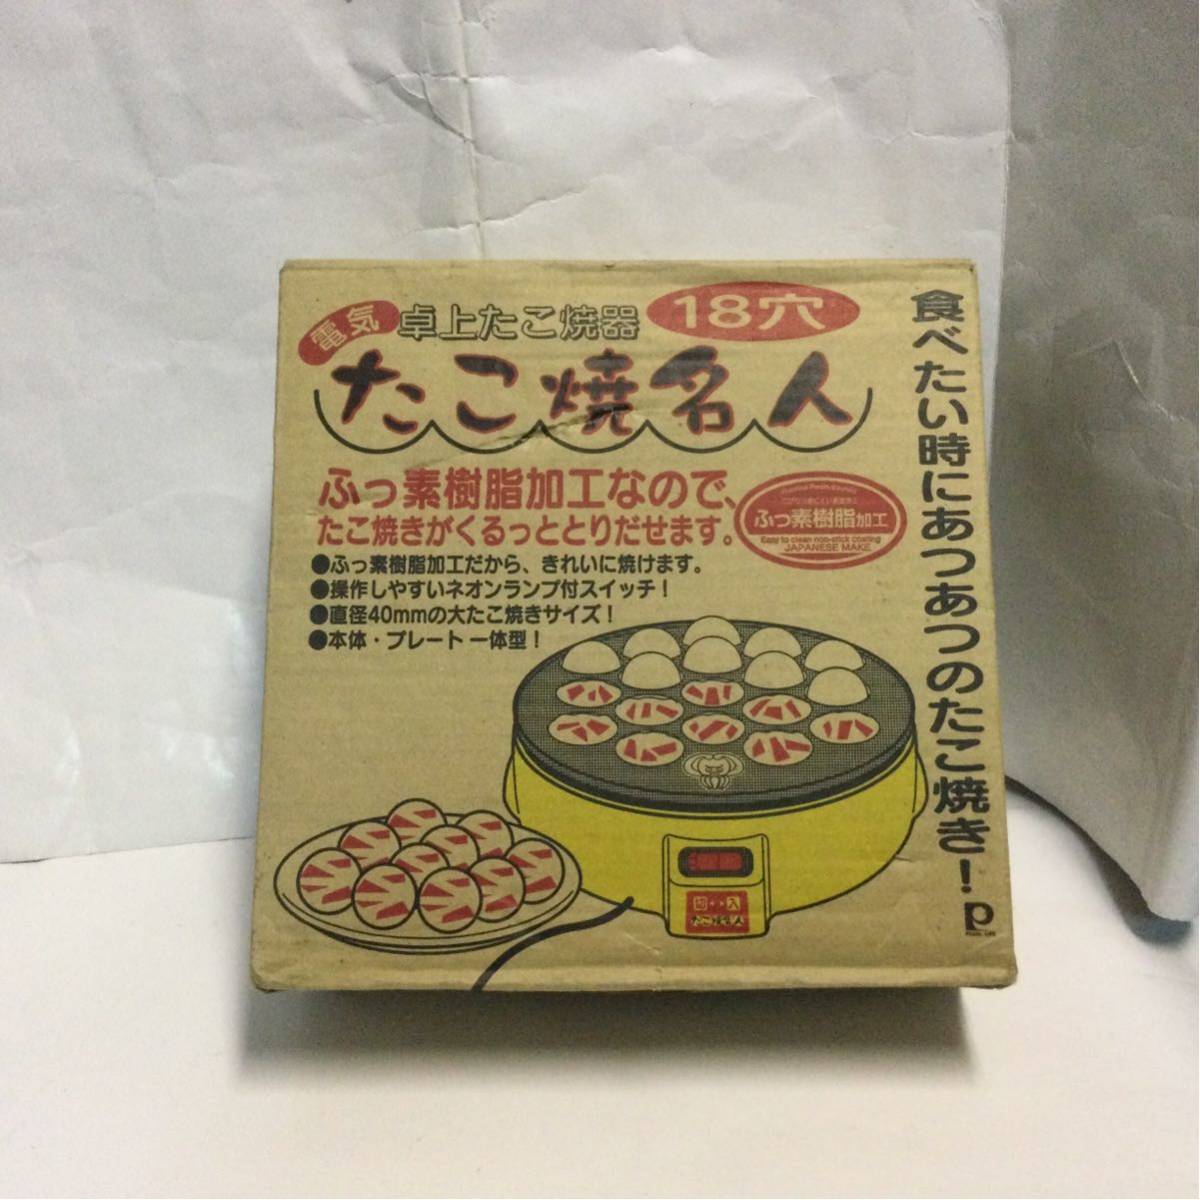 電気
卓上たこ焼器
18穴
たこ焼名人
ふっ素樹脂加工なので、
たこ焼きがくるっととりだせます。
ふっ素樹脂加工
Easy to clean non-stick coating
JAPANESE MAKE
●ふっ素樹脂加工だから、きれいに焼けます。
●操作しやすいネオンランプ付スイッチ！
●直径40mmの大たこ焼きサイズ！
●本体・プレート一体型！
食べたい時にあつあつのたこ焼き！
切・・入
たこ焼名人
P
PEARL LIFE